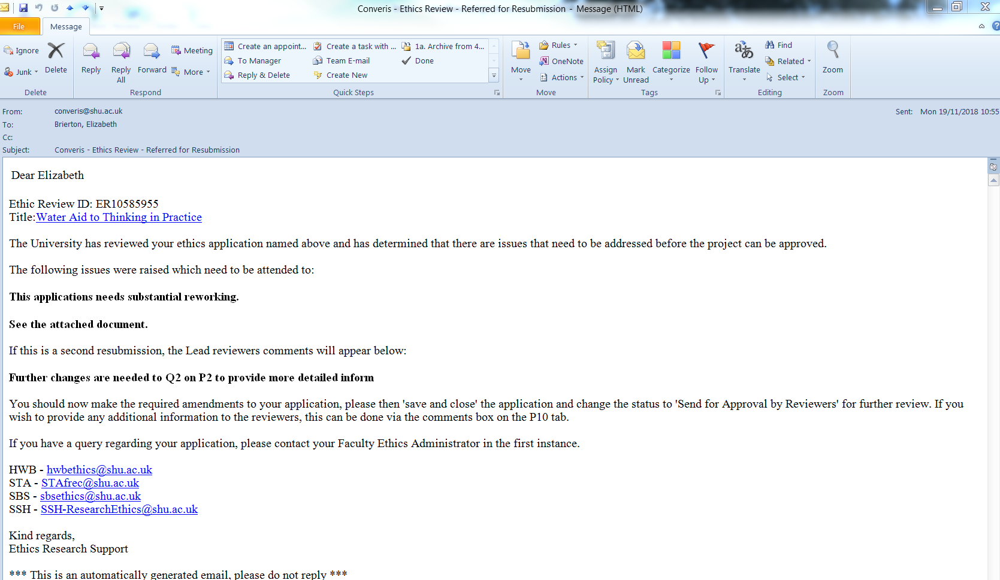 Converis - Ethics Review - Referred for Resubmission - Message (HTML)
File Message
Ignore
Junk
Delete
Delete
Reply
Reply All
Forward
Meeting
More
Respond
Create an appoint...
To Manager
Reply & Delete
Create a task with ...
Team E-mail
Create New
1a. Archive from 4...
Done
Quick Steps
Move
Rules
OneNote
Actions
Move
Assign Policy
Mark Unread
Categorize
Follow Up
Tags
Translate
Find
Related
Select
Editing
Zoom
Zoom
From: converis@shu.ac.uk
Sent: Mon 19/11/2018 10:55
To: Brierton, Elizabeth
Cc:
Subject: Converis - Ethics Review - Referred for Resubmission
Dear Elizabeth
Ethic Review ID: ER10585955
Title:Water Aid to Thinking in Practice
The University has reviewed your ethics application named above and has determined that there are issues that need to be addressed before the project can be approved.
The following issues were raised which need to be attended to:
This applications needs substantial reworking.
See the attached document.
If this is a second resubmission, the Lead reviewers comments will appear below:
Further changes are needed to Q2 on P2 to provide more detailed inform
You should now make the required amendments to your application, please then 'save and close' the application and change the status to 'Send for Approval by Reviewers' for further review. If you
wish to provide any additional information to the reviewers, this can be done via the comments box on the P10 tab.
If you have a query regarding your application, please contact your Faculty Ethics Administrator in the first instance.
HWB - hwbethics@shu.ac.uk
STA - STAfrec@shu.ac.uk
SBS - sbsethics@shu.ac.uk
SSH - SSH-ResearchEthics@shu.ac.uk
Kind regards,
Ethics Research Support
*** This is an automatically generated email, please do not reply ***